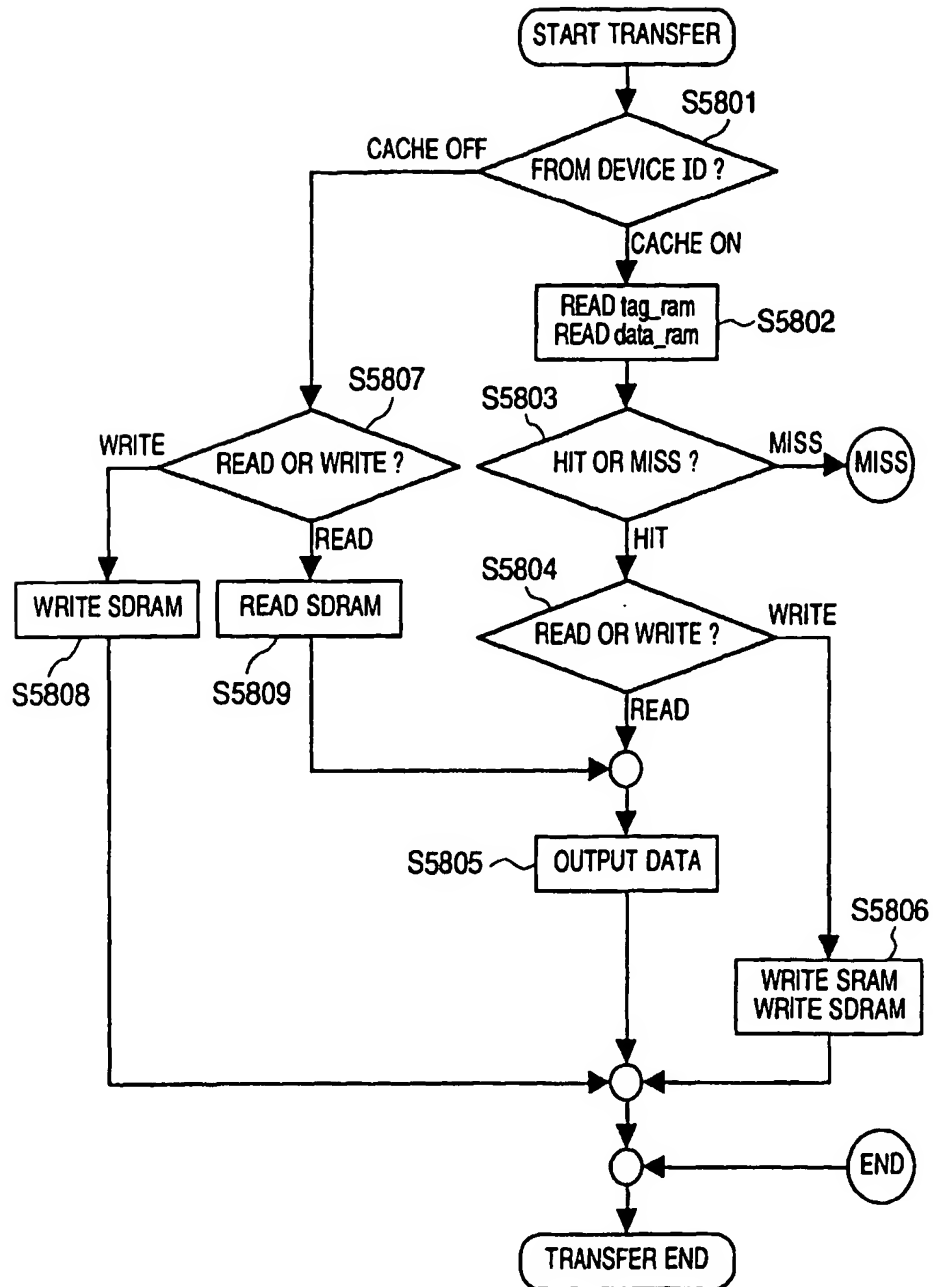 START TRANSFER
S5801
CACHE OFF
FROM DEVICE ID ?
CACHE ON
READ tag_ram
READ data_ram
S5802
S5807
S5803
WRITE
READ OR WRITE ?
HIT OR MISS ?
MISS
MISS
READ
HIT
S5804
WRITE SDRAM
READ SDRAM
READ OR WRITE ?
WRITE
S5808
S5809
READ
S5805
OUTPUT DATA
S5806
WRITE SRAM
WRITE SDRAM
END
TRANSFER END